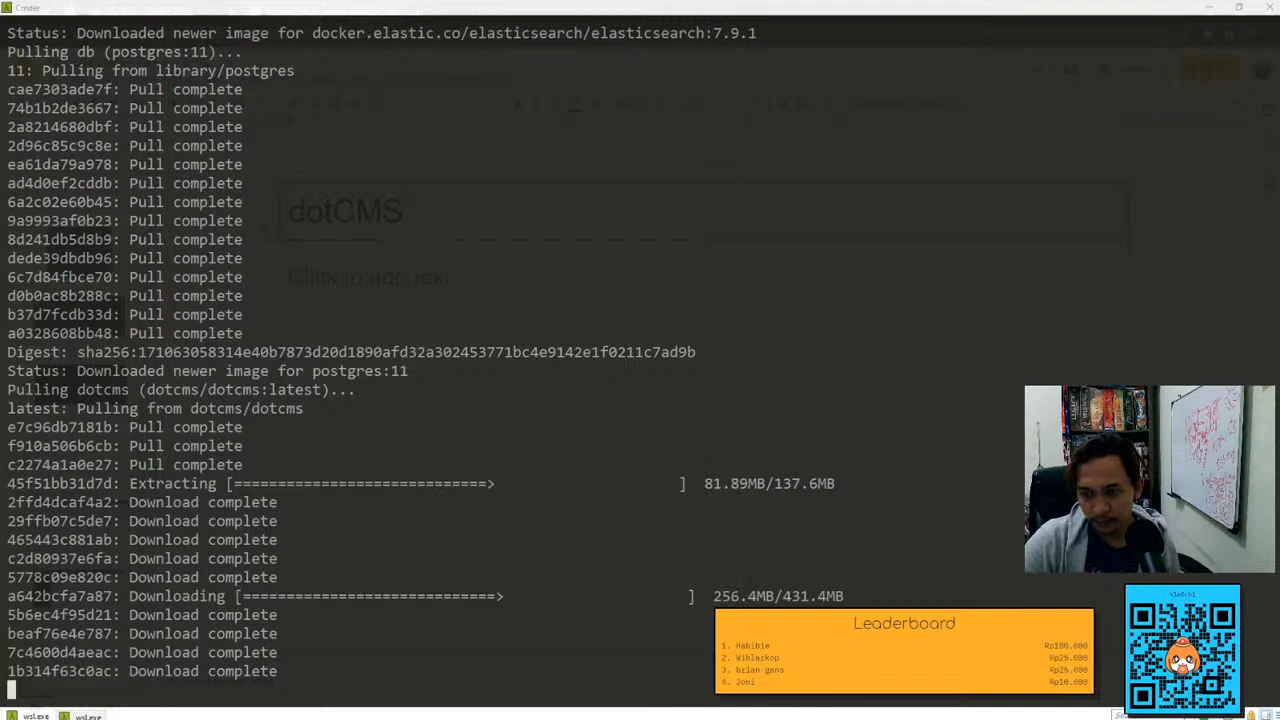 Cmder
Status: Downloaded newer image for docker.elastic.co/elasticsearch/elasticsearch:7.9.1
Pulling db (postgres:11)...
11: Pulling from library/postgres
cae7303ade7f: Pull complete
74b1b2de3667: Pull complete
2a8214680dbf: Pull complete
2d96c85c9c8e: Pull complete
ea61da79a978: Pull complete
ad4d0ef2cddb: Pull complete
6a2c02e60b45: Pull complete
9a9993af0b23: Pull complete
8d241db5d8b9: Pull complete
dede39dbdb96: Pull complete
6c7d84fbce70: Pull complete
d0b0ac8b288c: Pull complete
b37d7fcdb33d: Pull complete
a0328608bb48: Pull complete
Digest: sha256:171063058314e40b7873d20d1890afd32a302453771bc4e9142e1f0211c7ad9b
Status: Downloaded newer image for postgres:11
Pulling dotcms (dotcms/dotcms:latest)...
latest: Pulling from dotcms/dotcms
e7c96db7181b: Pull complete
f910a506b6cb: Pull complete
c2274a1a0e27: Pull complete
45f51bb31d7d: Extracting [============================>                      ] 81.89MB/137.6MB
2ffd4dcaf4a2: Download complete
29ffb07c5de7: Download complete
465443c881ab: Download complete
c2d80937e6fa: Download complete
5778c09e820c: Download complete
a642bcfa7a87: Downloading [============================>                      ] 256.4MB/431.4MB
5b6ec4f95d21: Download complete
beaf76e4e787: Download complete
7c4600d4aeac: Download complete
1b314f63c0ac: Download complete
dotCMS
Click to add text
Leaderboard
1. Habibie Rp100.000
2. Wihlarkop Rp25.000
3. brian gans Rp25.000
4. Joni Rp10.000
wsl.exe
wsl.exe